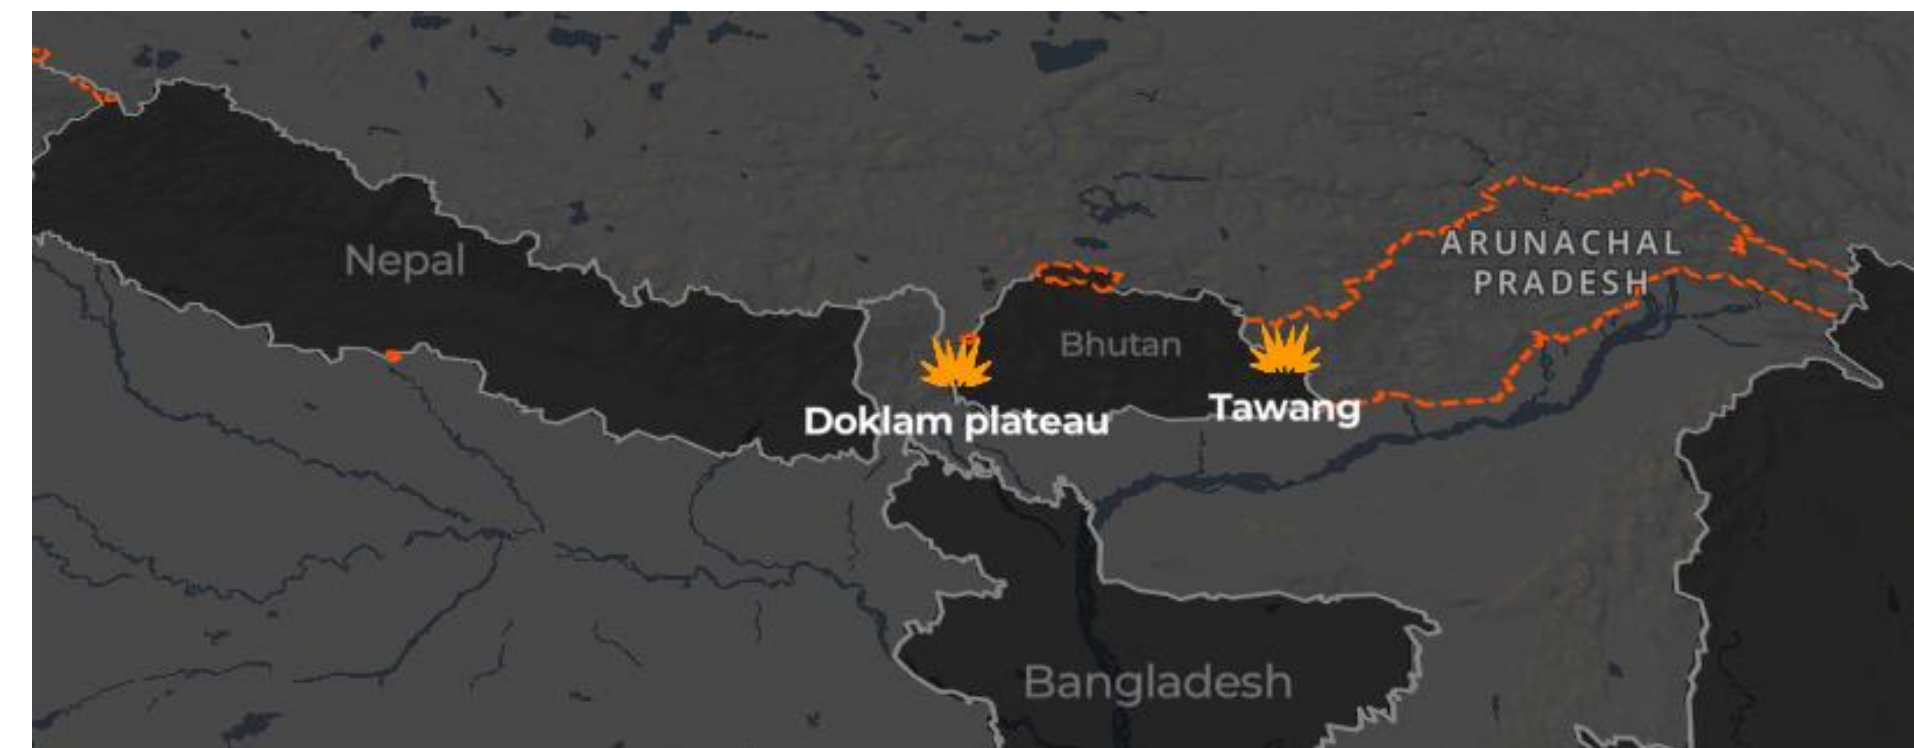 Nepal
ARUNACHAL
PRADESH
Bhutan
Doklam plateau
Tawang
Bangladesh